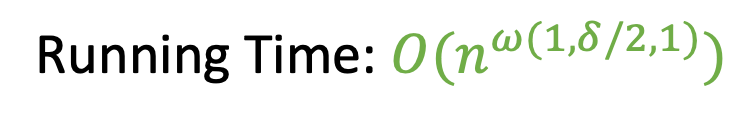 Running Time: O(n^{ω(1,δ/2,1)})